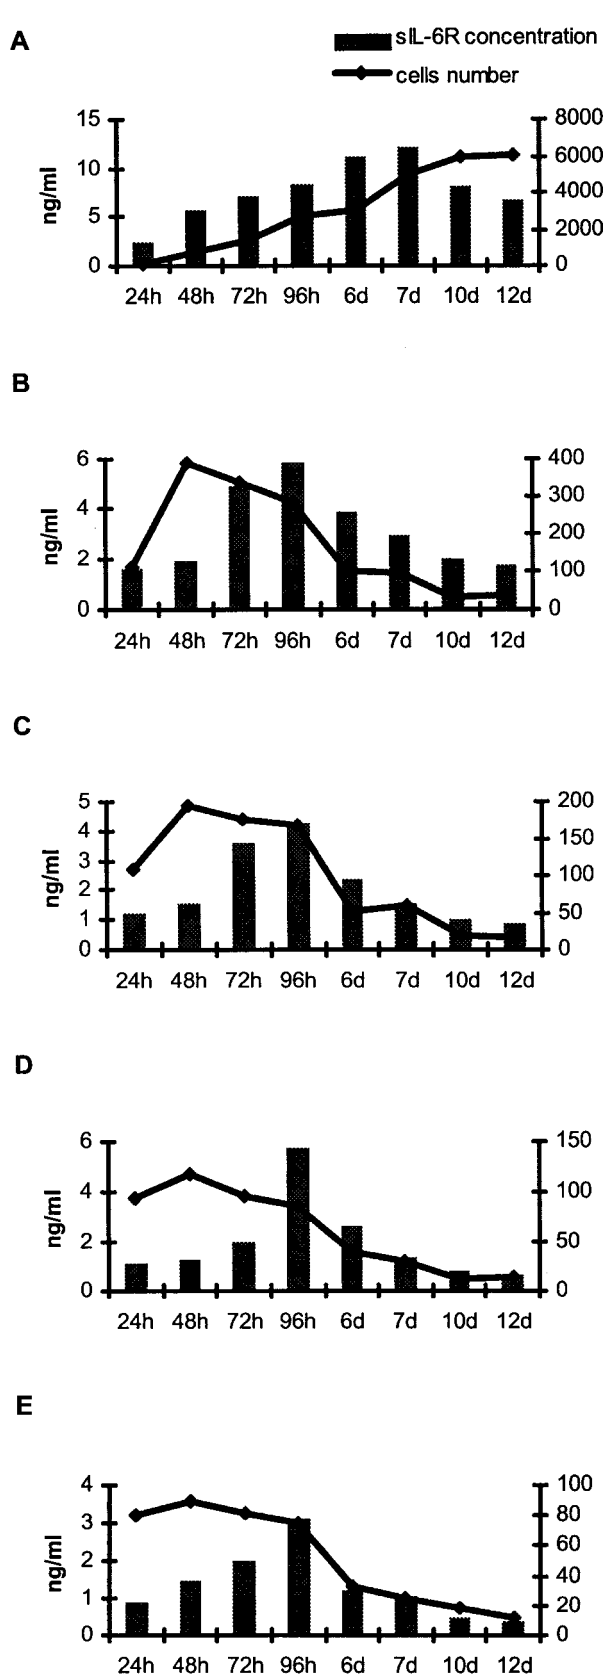 A
sIL-6R concentration
cells number
15
10
5
0
ng/ml
8000
6000
4000
2000
0
24h 48h 72h 96h 6d 7d 10d 12d
B
6
4
2
0
ng/ml
400
300
200
100
0
24h 48h 72h 96h 6d 7d 10d 12d
C
5
4
3
2
1
0
ng/ml
200
150
100
50
0
24h 48h 72h 96h 6d 7d 10d 12d
D
6
4
2
0
ng/ml
150
100
50
0
24h 48h 72h 96h 6d 7d 10d 12d
E
4
3
2
1
0
ng/ml
100
80
60
40
20
0
24h 48h 72h 96h 6d 7d 10d 12d